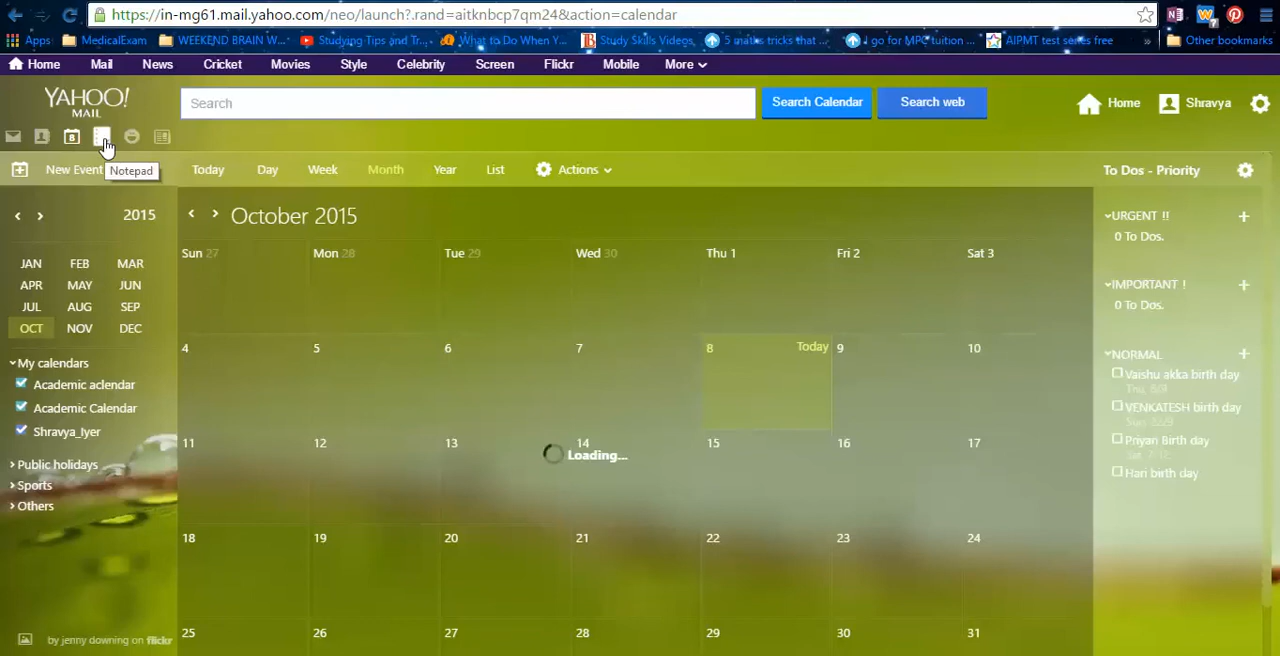 https://in-mg61.mail.yahoo.com/neo/launch?.rand=aitknbcp7qm24&action=calendar
Apps MedicalExam WEEKEND BRAIN W... Studying Tips and Tr... What to Do When Y... Study Skills Videos 5 maths tricks that ... I go for MPC tuition ... AIPMT test series free » Other bookmarks
Home Mail News Cricket Movies Style Celebrity Screen Flickr Mobile More
YAHOO!
MAIL
Search Search Calendar Search web Home Shravya
8
Notepad
New Event Today Day Week Month Year List Actions To Dos - Priority
2015 October 2015
Sun 27 Mon 28 Tue 29 Wed 30 Thu 1 Fri 2 Sat 3
JAN FEB MAR
APR MAY JUN
JUL AUG SEP
OCT NOV DEC
4 5 6 7 8 Today 9 10
My calendars
Academic aclendar
Academic Calendar
Shravya_Iyer
Public holidays
Sports
Others
11 12 13 14 15 16 17
Loading...
18 19 20 21 22 23 24
25 26 27 28 29 30 31
URGENT !!
0 To Dos.
IMPORTANT !
0 To Dos.
NORMAL
Vaishu akka birth day
VENKATESH birth day
Priyan Birth day
Hari birth day
by jenny downing on flickr